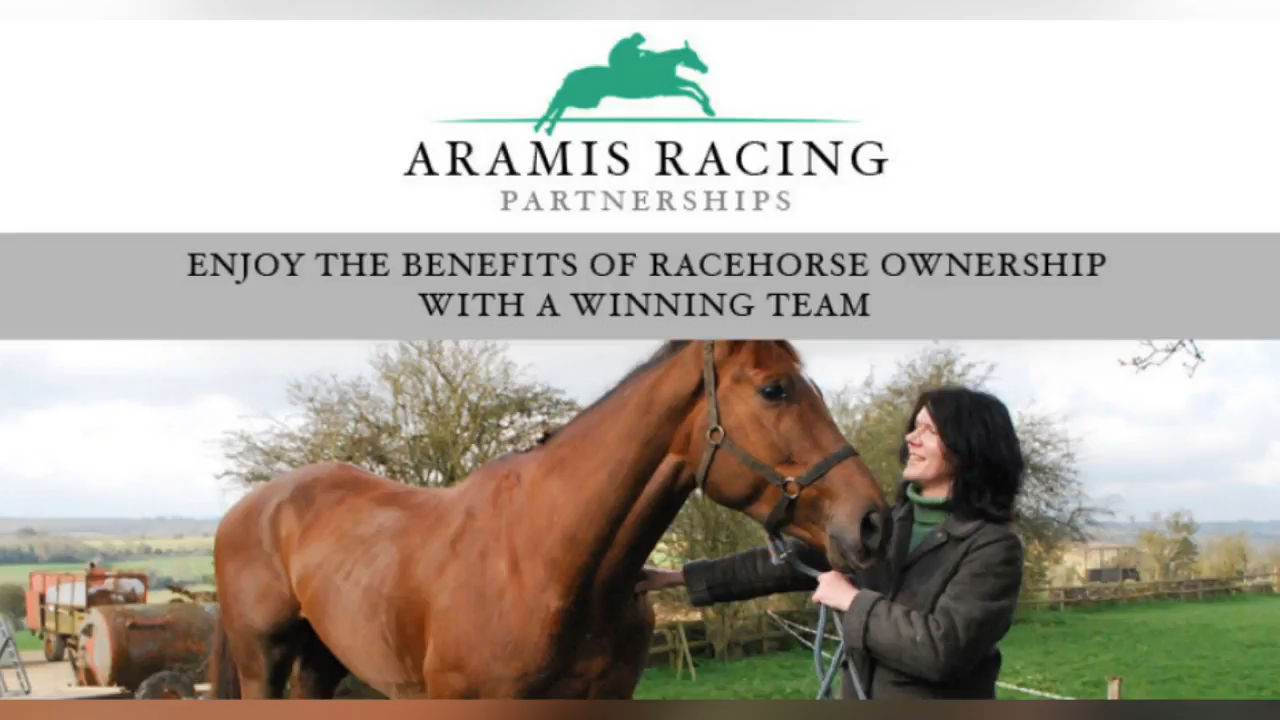 ARAMIS RACING
PARTNERSHIPS
ENJOY THE BENEFITS OF RACEHORSE OWNERSHIP
WITH A WINNING TEAM